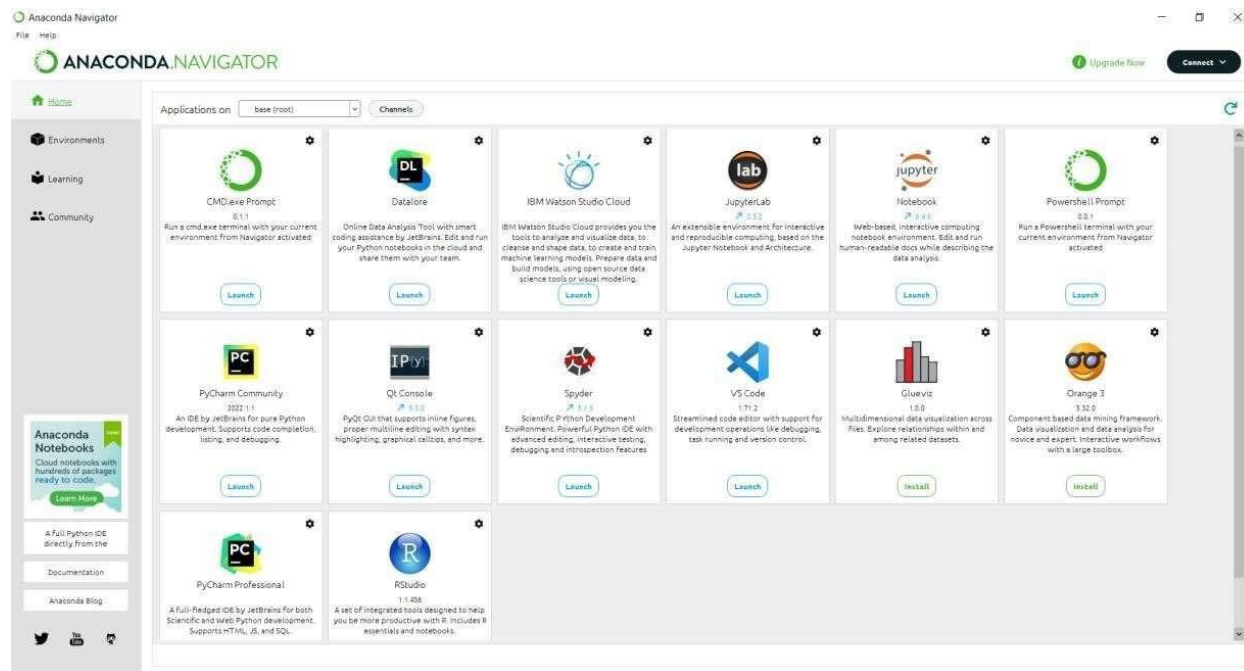 Anaconda Navigator
File Help
ANACONDA.NAVIGATOR
Upgrade Now
Connect
Home
Environments
Learning
Community
Applications on base (root) Channels
DL
CMD.exe Prompt
0.1.1
Run a cmd.exe terminal with your current
environment from Navigator activated
Launch
Datalore
Online Data Analysis Tool with smart
coding assistance by JetBrains. Edit and run
your Python notebooks in the cloud and
share them with your team.
Launch
IBM Watson Studio Cloud
IBM Watson Studio Cloud provides you the
tools to analyze and visualize data, to
cleanse and shape data, to create and train
machine learning models. Prepare data and
build models, using open source data
science tools or visual modeling.
Launch
lab
JupyterLab
An extensible environment for interactive
and reproducible computing, based on the
Jupyter Notebook and Architecture.
Launch
jupyter
Notebook
Web-based, interactive computing
notebook environment. Edit and run
human-readable docs while describing the
data analysis.
Launch
Powershell Prompt
0.0.1
Run a Powershell terminal with your
current environment from Navigator
activated
Launch
PC
PyCharm Community
2022.1.1
An IDE by JetBrains for pure Python
development. Supports code completion,
listing, and debugging.
Launch
IP[y]:
Qt Console
PyQt GUI that supports inline figures,
proper multiline editing with syntax
highlighting, graphical calltips, and more.
Launch
Spyder
Scientific PYthon Development
EnviRonment. Powerful Python IDE with
advanced editing, interactive testing,
debugging and introspection features
Launch
VS Code
1.71.2
Streamlined code editor with support for
development operations like debugging,
task running and version control.
Launch
Glueviz
1.0.0
Multidimensional data visualization across
files. Explore relationships within and
among related datasets.
Install
Orange 3
3.32.0
Component based data mining framework.
Data visualization and data analysis for
novice and expert. Interactive workflows
with a large toolbox.
Install
PC
PyCharm Professional
A full-fledged IDE by JetBrains for both
Scientific and Web Python development.
Supports HTML, JS, and SQL.
R
RStudio
1.1.456
A set of integrated tools designed to help
you be more productive with R. Includes R
essentials and notebooks.
Anaconda
Notebooks
Cloud notebooks with
hundreds of packages
ready to code.
Learn More
A full Python IDE
directly from the
Documentation
Anaconda Blog
You
Tube